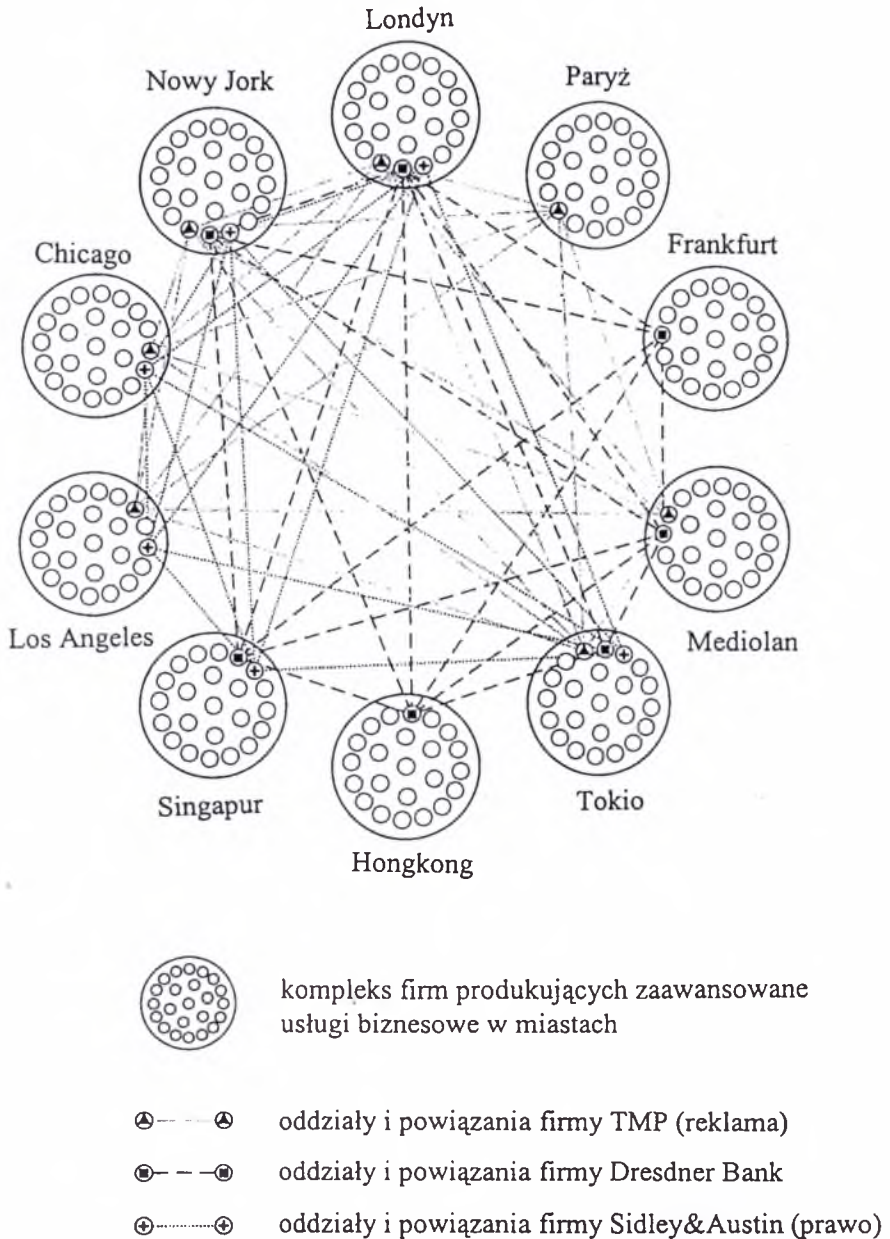 Londyn
Nowy Jork
Paryż
Chicago
Frankfurt
Los Angeles
Mediolan
Singapur
Tokio
Hongkong
kompleks firm produkujących zaawansowane
usługi biznesowe w miastach
oddziały i powiązania firmy TMP (reklama)
oddziały i powiązania firmy Dresdner Bank
oddziały i powiązania firmy Sidley&Austin (prawo)